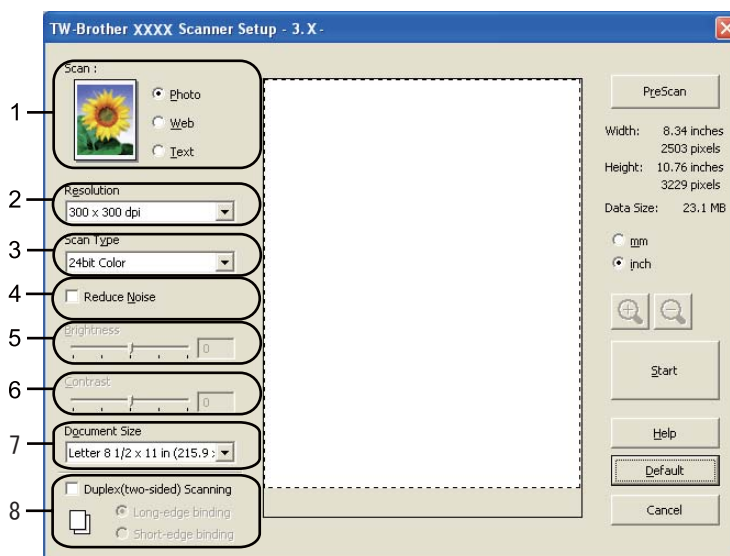 TW-Brother XXXX Scanner Setup - 3.X -
1
Scan :
Photo
Web
Text
2
Resolution
300 x 300 dpi
3
Scan Type
24bit Color
4
Reduce Noise
5
Brightness
0
6
Contrast
0
7
Document Size
Letter 8 1/2 x 11 in (215.9 :
8
Duplex(two-sided) Scanning
Long-edge binding
Short-edge binding
PreScan
Width: 8.34 inches
2503 pixels
Height: 10.76 inches
3229 pixels
Data Size: 23.1 MB
mm
inch
Start
Help
Default
Cancel